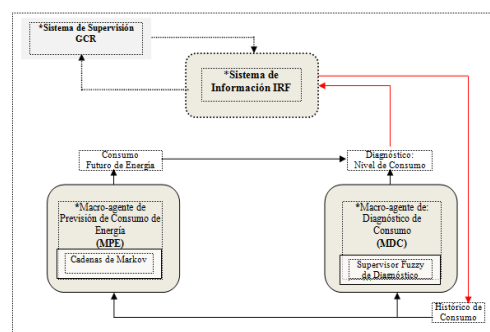 *Sistema de Supervisión
GCR
*Sistema de
Información IRF
Consumo
Futuro de Energía
Diagnóstico:
Nivel de Consumo
*Macro-agente de
Previsión de Consumo de
Energía
(MPE)
Cadenas de Markov
*Macro-agente de:
Diagnóstico de
Consumo
(MDC)
Supervisor Fuzzy
de Diagnóstico
Histórico de
Consumo